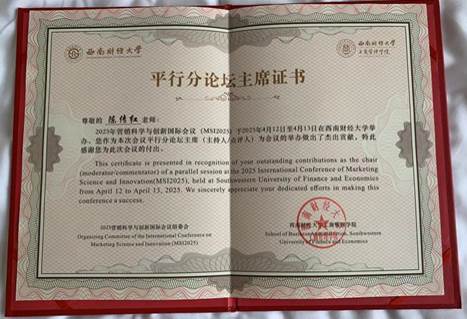 西南财经大学
西南财经大学
工商管理学院
平行分论坛主席证书
尊敬的 陈传红 老师:
2025年营销科学与创新国际会议（MSI2025）于2025年4月12日至4月13日在西南财经大学举
办。您作为本次会议平行分论坛主席（主持人/点评人）为会议的举办做出了杰出贡献，特此
感谢您为此次会议的付出。
This certificate is presented in recognition of your outstanding contributions as the chair
(moderator/commentator) of a parallel session at the 2025 International Conference of Marketing
Science and Innovation(MSI2025), held at Southwestern University of Finance and Economics
from April 12 to April 13, 2025. We sincerely appreciate your dedicated efforts in making this
conference a success.
2025营销科学与创新国际会议组委会
Organizing Committee of the International Conference on
Marketing Science and Innovation (MSI2025)
西南财经大学工商管理学院
School of Business Administration, Southwestern
University of Finance and Economics